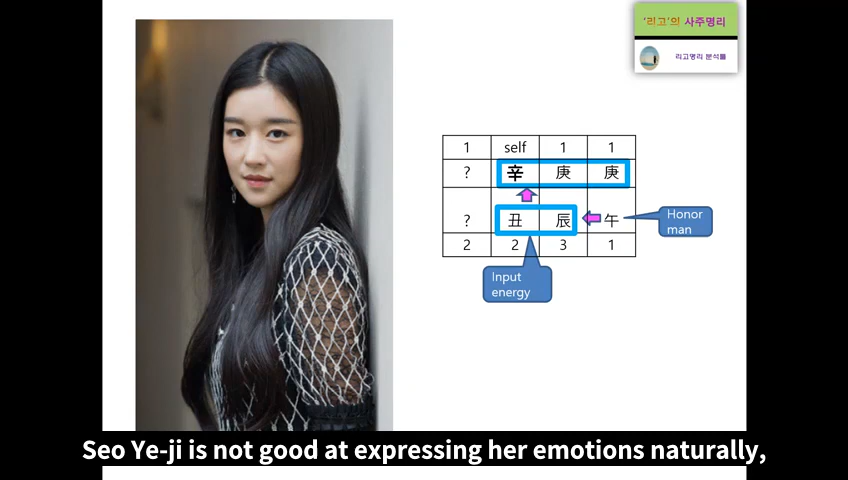 '리고'의 사주명리
리고명리 분석틀
1 self 1 1
? 辛 庚 庚
? 丑 辰 午
2 2 3 1
Honor
man
Input
energy
Seo Ye-ji is not good at expressing her emotions naturally,